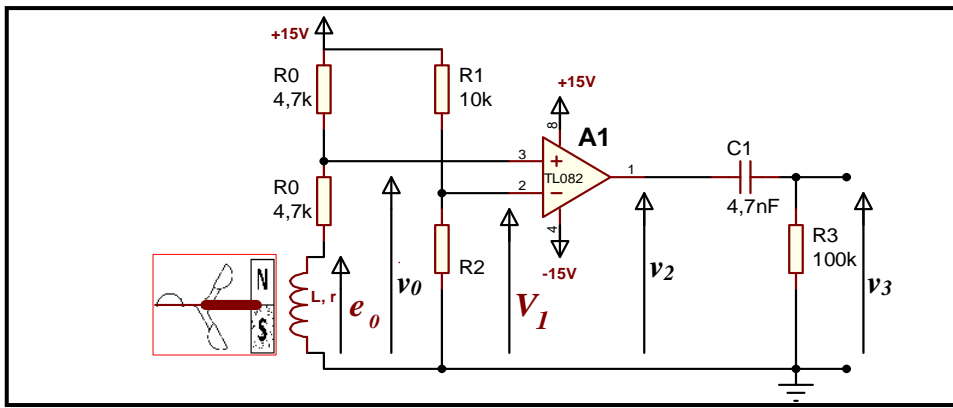 +15V
R0
4,7k
R1
10k
+15V
8
A1
3
+
TL082
1
2
−
4
-15V
C1
4,7nF
R0
4,7k
R2
R3
100k
N
S
L, r
e0
v0
V1
v2
v3